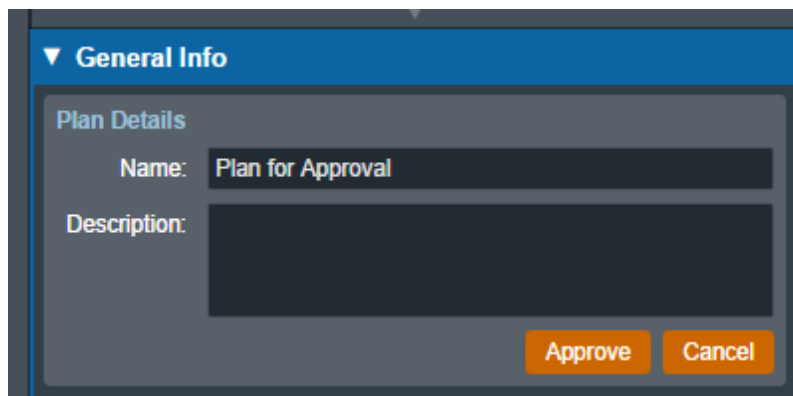 General Info
Plan Details
Name: Plan for Approval
Description:
Approve Cancel